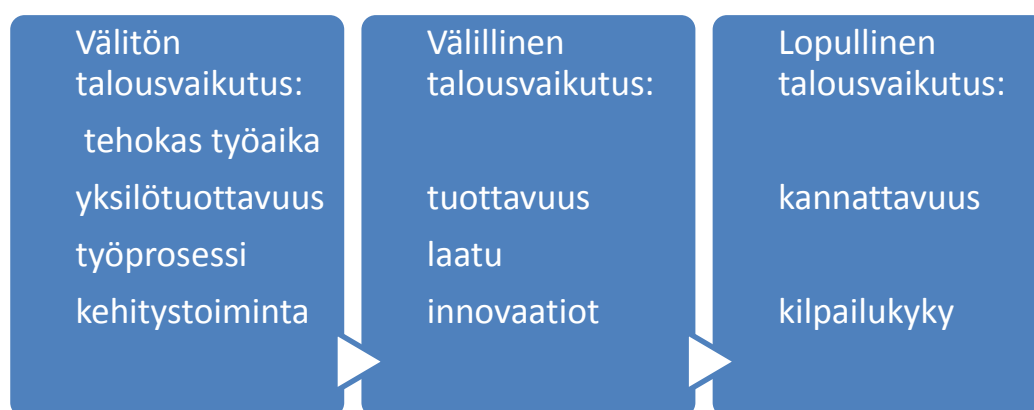 Välitön
talousvaikutus:
tehokas työaika
yksilötuottavuus
työprosessi
kehitystoiminta
Välillinen
talousvaikutus:
tuottavuus
laatu
innovaatiot
Lopullinen
talousvaikutus:
kannattavuus
kilpailukyky